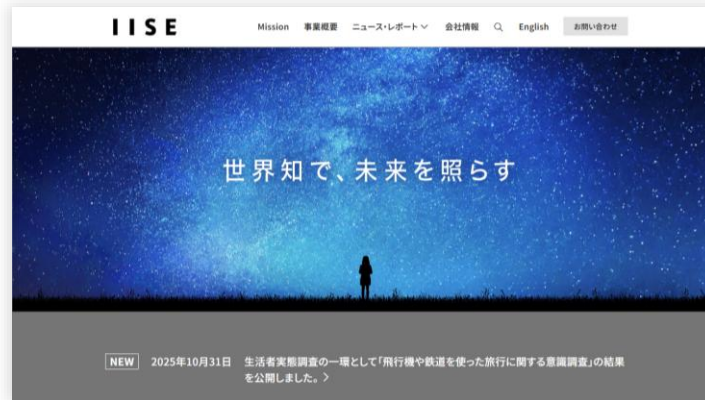 IISE
Mission 事業概要 ニュース・レポート 会社情報 English お問い合わせ
世界知で、未来を照らす
NEW 2025年10月31日 生活者実態調査の一環として「飛行機や鉄道を使った旅行に関する意識調査」の結果
を公開しました。